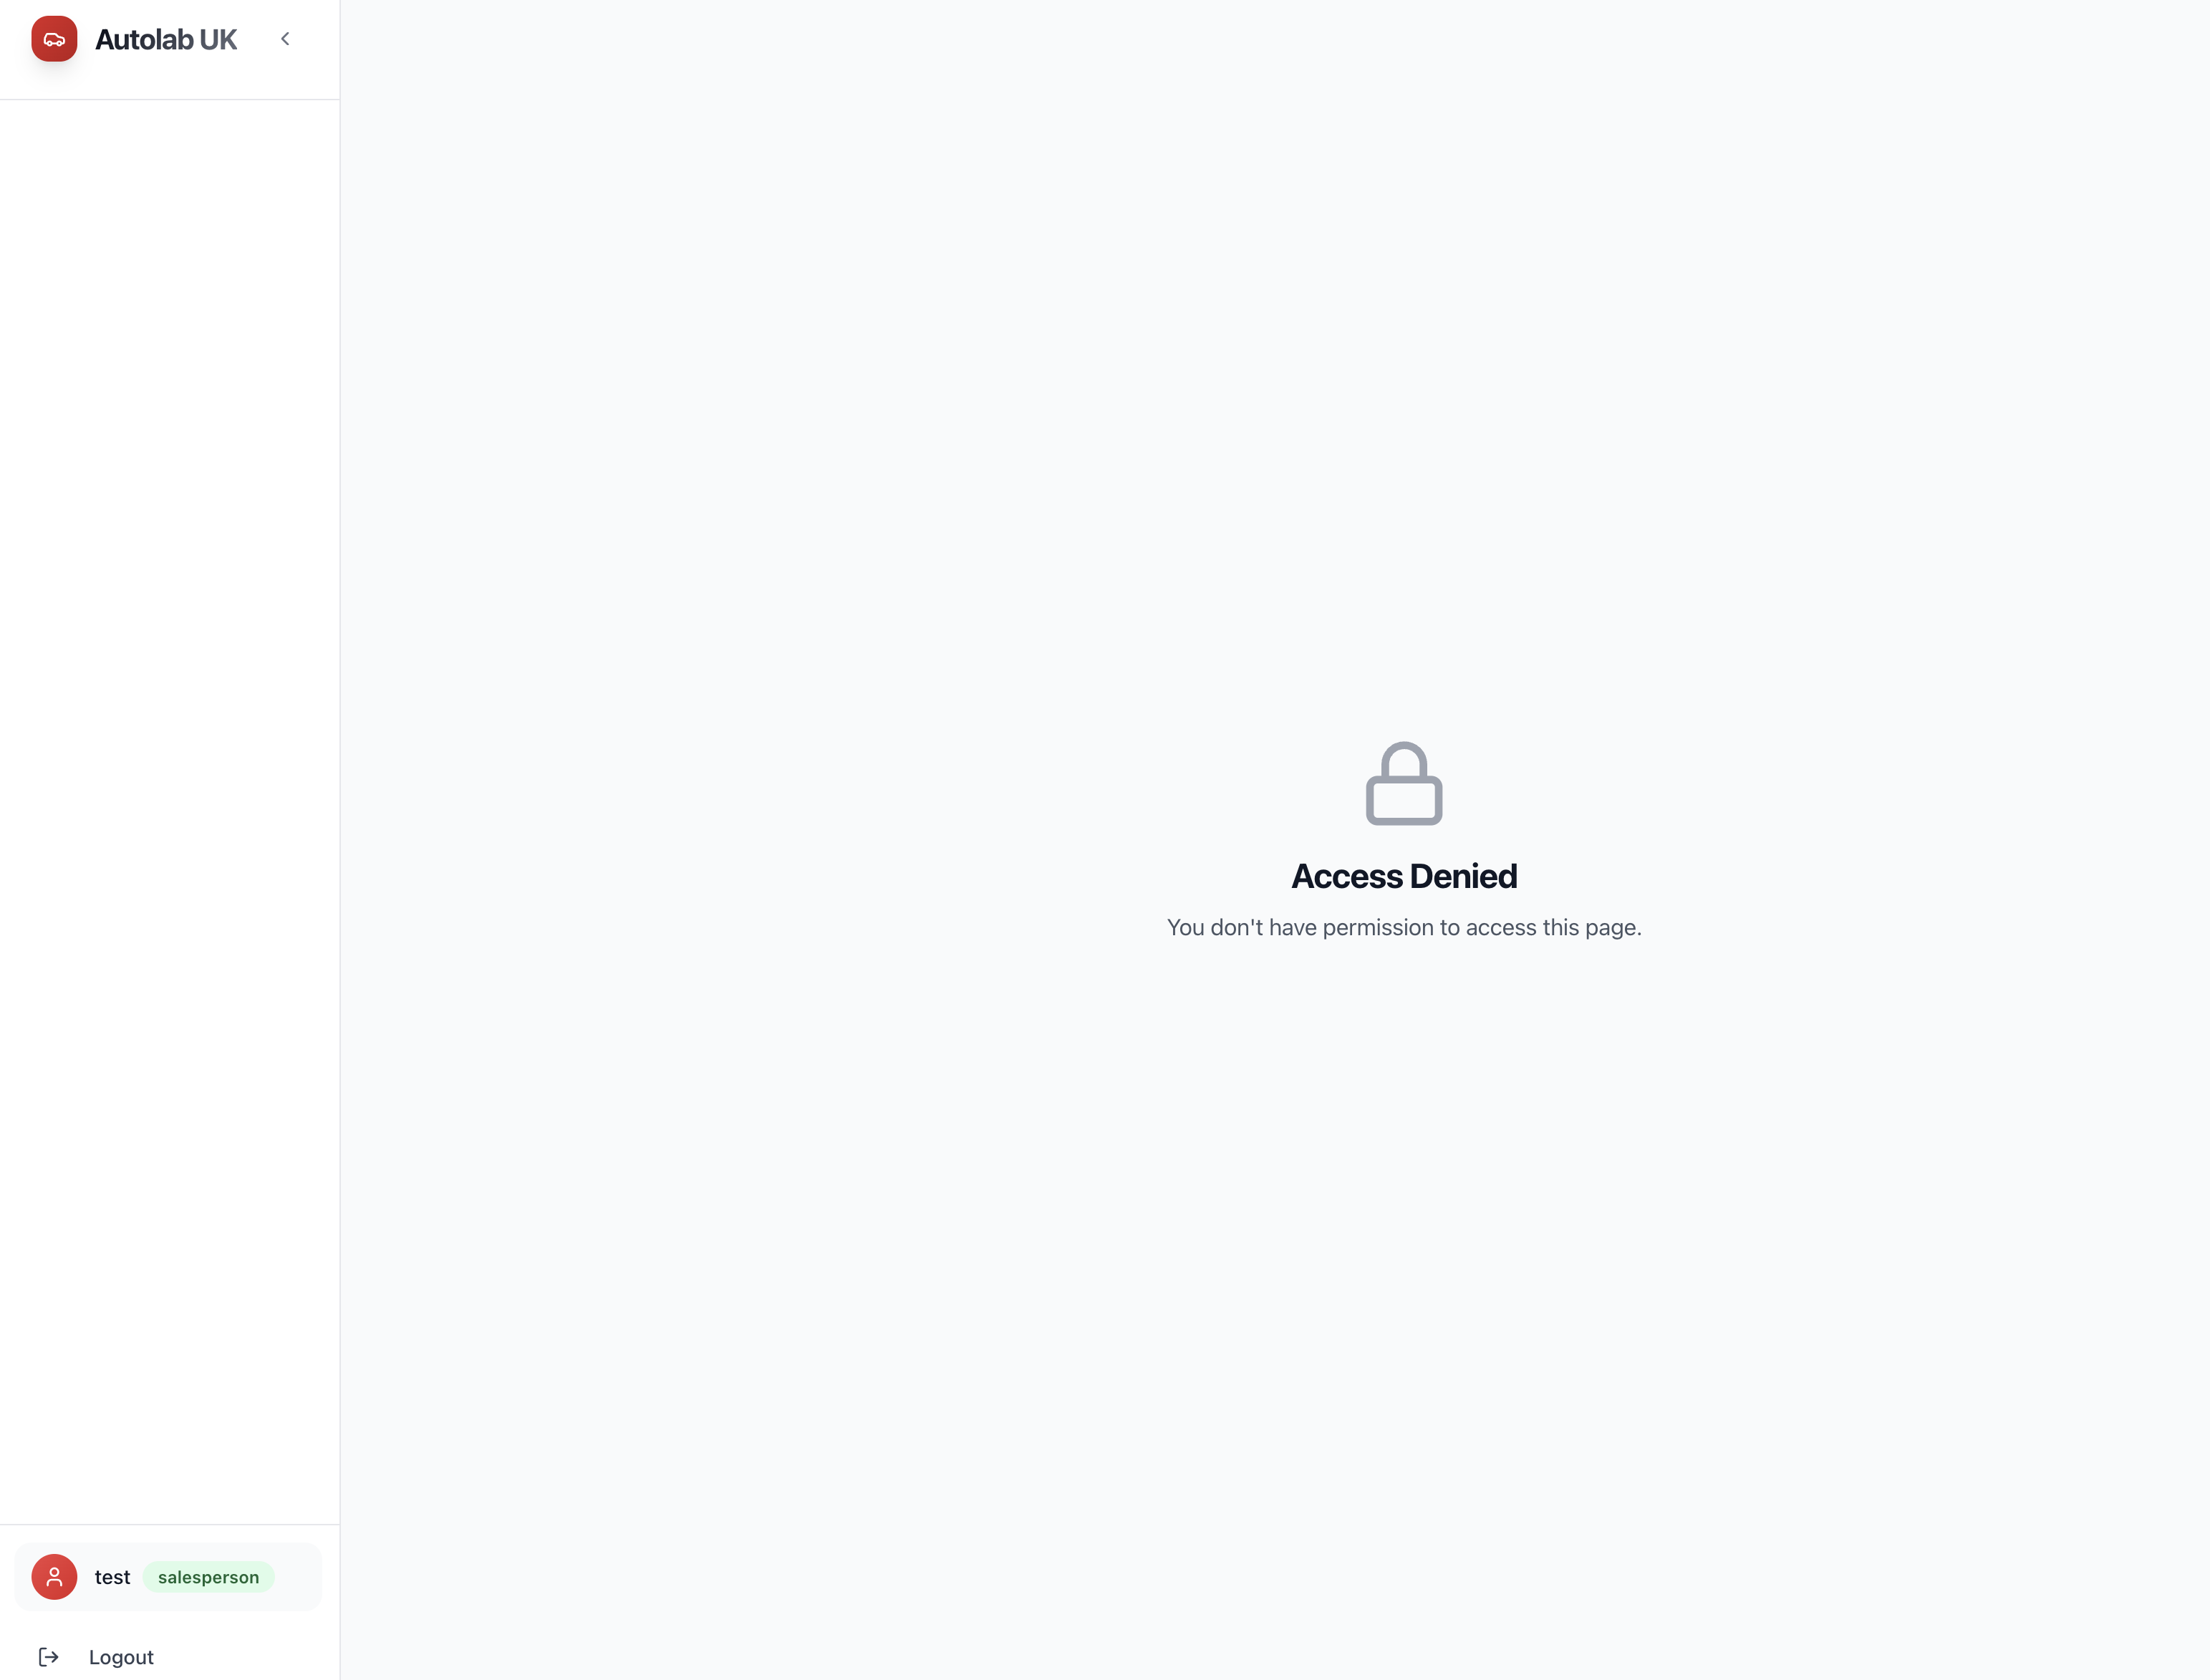 Autolab UK
Access Denied
You don't have permission to access this page.
test salesperson
Logout